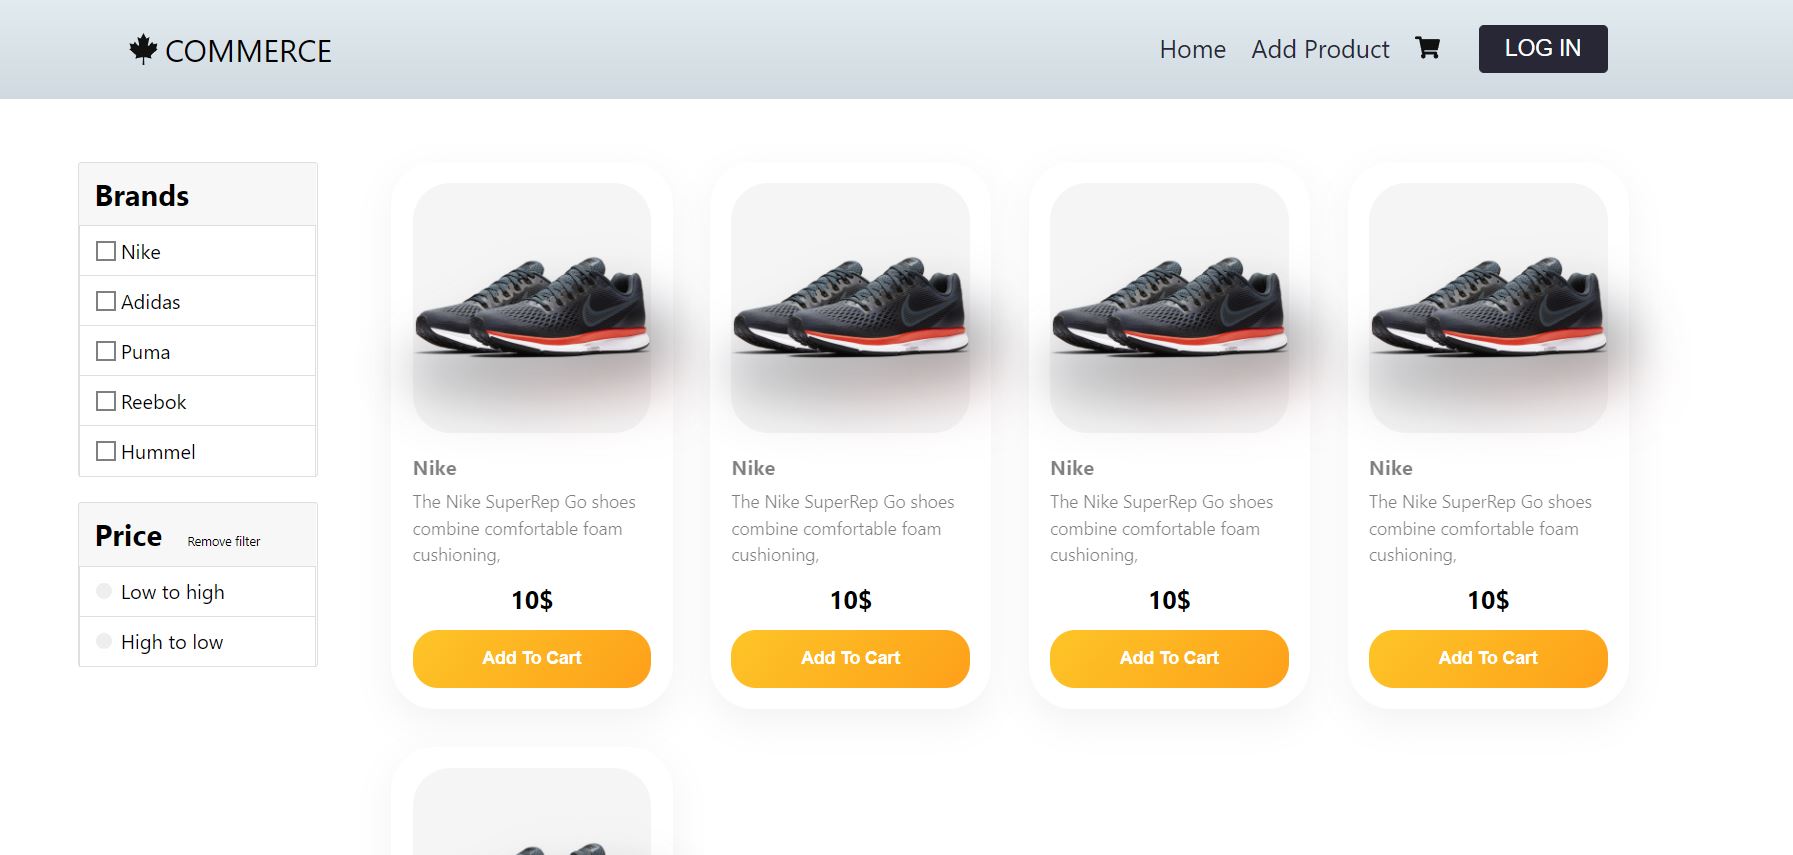 COMMERCE
Home
Add Product
LOG IN
Brands
Nike
Adidas
Puma
Reebok
Hummel
Price
Remove filter
Low to high
High to low
Nike
The Nike SuperRep Go shoes
combine comfortable foam
cushioning,
10$
Add To Cart
Nike
The Nike SuperRep Go shoes
combine comfortable foam
cushioning,
10$
Add To Cart
Nike
The Nike SuperRep Go shoes
combine comfortable foam
cushioning,
10$
Add To Cart
Nike
The Nike SuperRep Go shoes
combine comfortable foam
cushioning,
10$
Add To Cart